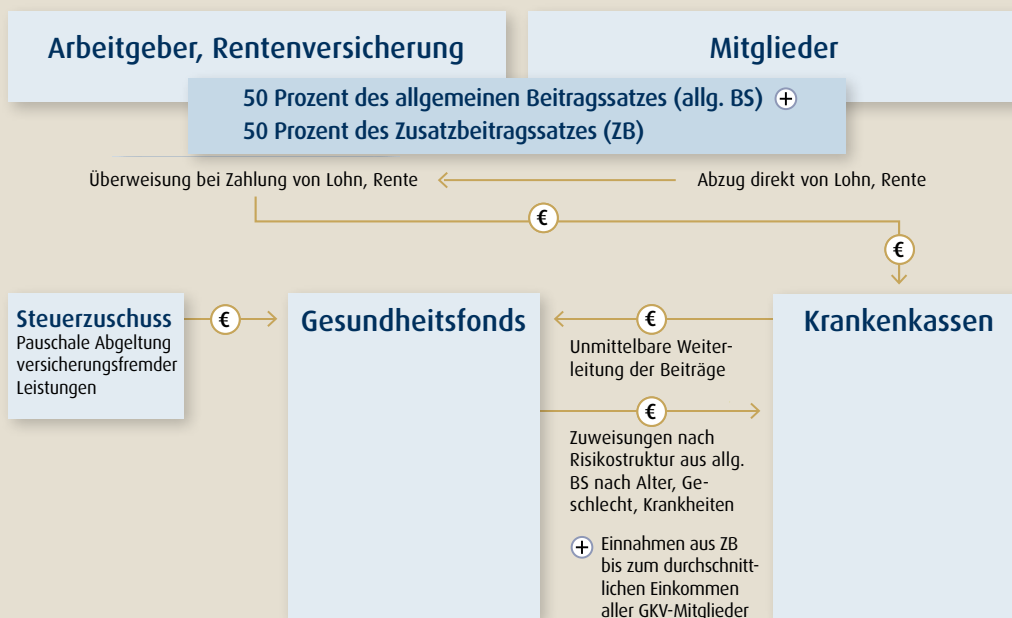 Arbeitgeber, Rentenversicherung
Mitglieder
50 Prozent des allgemeinen Beitragssatzes (allg. BS) +
50 Prozent des Zusatzbeitragssatzes (ZB)
Überweisung bei Zahlung von Lohn, Rente
Abzug direkt von Lohn, Rente
€
€
Steuerzuschuss
Pauschale Abgeltung
versicherungsfremder
Leistungen
€
Gesundheitsfonds
€
Unmittelbare Weiter-
leitung der Beiträge
€
Zuweisungen nach
Risikostruktur aus allg.
BS nach Alter, Ge-
schlecht, Krankheiten
+ Einnahmen aus ZB
bis zum durchschnitt-
lichen Einkommen
aller GKV-Mitglieder
Krankenkassen